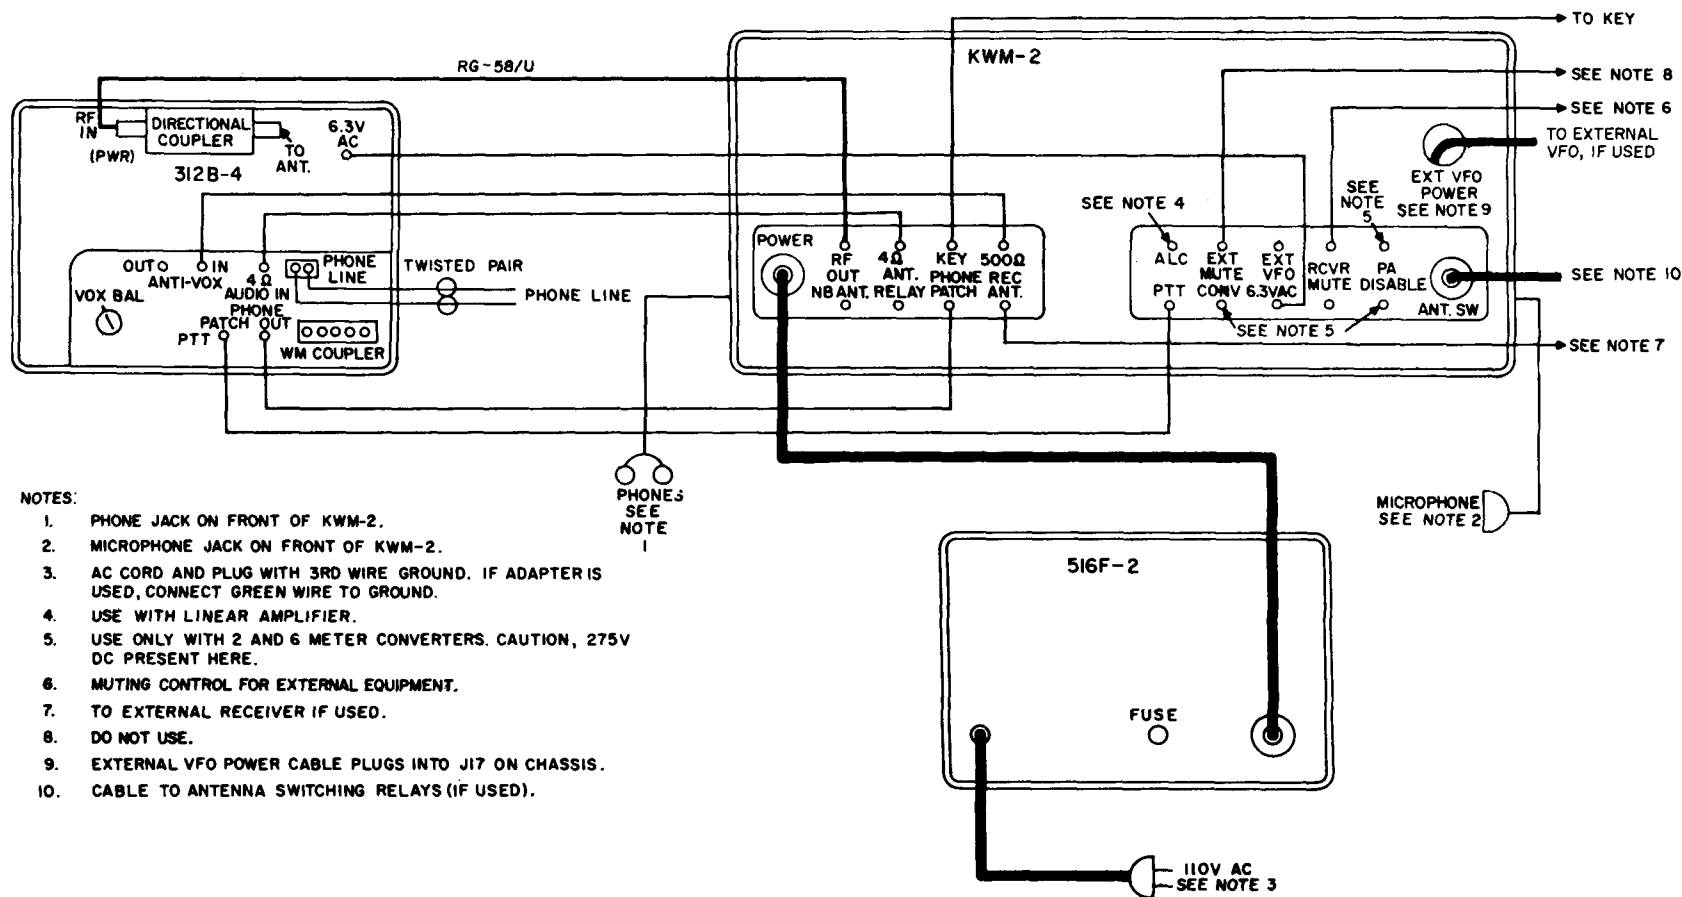 TO KEY
KWM-2
RG-58/U
SEE NOTE 8
SEE NOTE 6
TO EXTERNAL
VFO, IF USED
RF
IN
(PWR)
DIRECTIONAL
COUPLER
TO
ANT.
6.3V
AC
312B-4
EXT VFO
POWER
SEE NOTE 9
SEE NOTE 4
SEE
NOTE
5
POWER
RF
OUT
NB ANT.
4Ω
ANT.
RELAY
KEY
PHONE
PATCH
500Ω
REC
ANT.
ALC
PTT
EXT
MUTE
CONV
EXT
VFO
6.3VAC
RCVR
MUTE
PA
DISABLE
ANT. SW
SEE NOTE 5
SEE NOTE 10
SEE NOTE 7
OUT
IN
ANTI-VOX
VOX BAL
4Ω
AUDIO IN
PHONE
PATCH OUT
PTT
PHONE
LINE
WM COUPLER
TWISTED PAIR
PHONE LINE
PHONES
SEE
NOTE
1
MICROPHONE
SEE NOTE 2
516F-2
FUSE
110V AC
SEE NOTE 3
NOTES:
1. PHONE JACK ON FRONT OF KWM-2.
2. MICROPHONE JACK ON FRONT OF KWM-2.
3. AC CORD AND PLUG WITH 3RD WIRE GROUND. IF ADAPTER IS
USED, CONNECT GREEN WIRE TO GROUND.
4. USE WITH LINEAR AMPLIFIER.
5. USE ONLY WITH 2 AND 6 METER CONVERTERS. CAUTION, 275V
DC PRESENT HERE.
6. MUTING CONTROL FOR EXTERNAL EQUIPMENT.
7. TO EXTERNAL RECEIVER IF USED.
8. DO NOT USE.
9. EXTERNAL VFO POWER CABLE PLUGS INTO J17 ON CHASSIS.
10. CABLE TO ANTENNA SWITCHING RELAYS (IF USED).